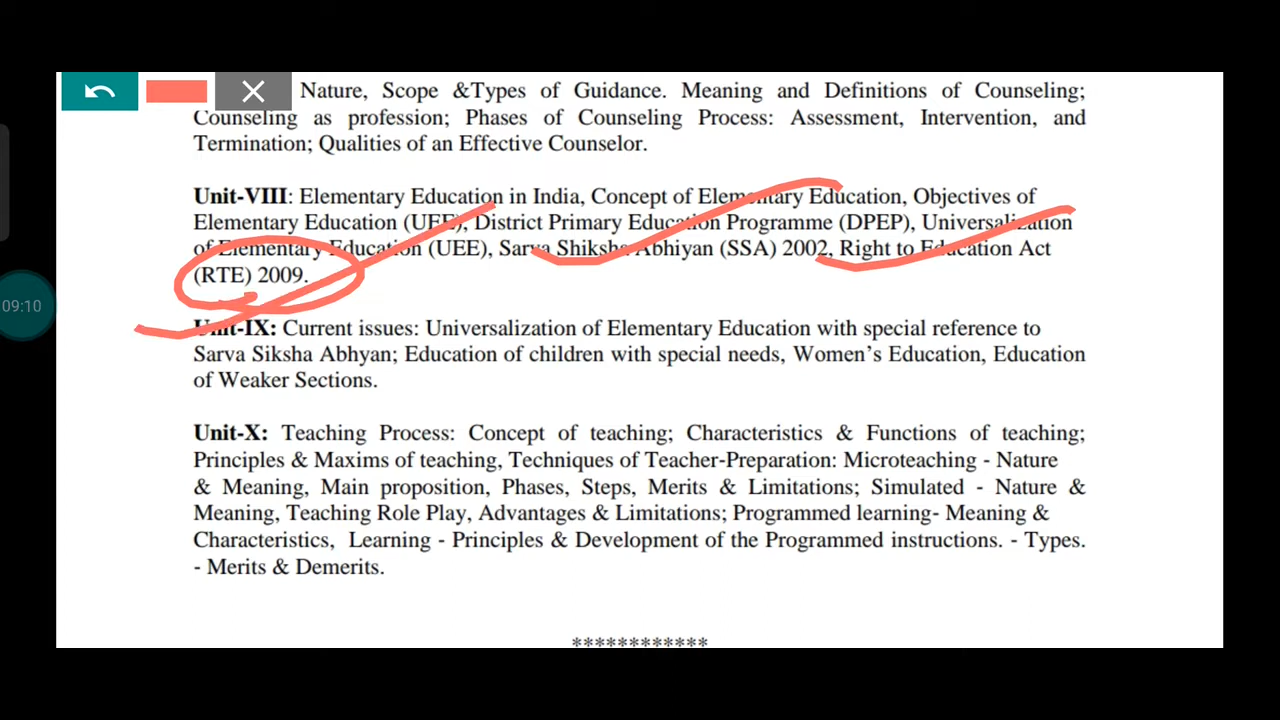 Nature, Scope &Types of Guidance. Meaning and Definitions of Counseling;
Counseling as profession; Phases of Counseling Process: Assessment, Intervention, and
Termination; Qualities of an Effective Counselor.
Unit-VIII: Elementary Education in India, Concept of Elementary Education, Objectives of
Elementary Education (UEE), District Primary Education Programme (DPEP), Universalization
of Elementary Education (UEE), Sarva Shiksha Abhiyan (SSA) 2002, Right to Education Act
(RTE) 2009.
09:10
Unit-IX: Current issues: Universalization of Elementary Education with special reference to
Sarva Siksha Abhyan; Education of children with special needs, Women's Education, Education
of Weaker Sections.
Unit-X: Teaching Process: Concept of teaching; Characteristics & Functions of teaching;
Principles & Maxims of teaching, Techniques of Teacher-Preparation: Microteaching - Nature
& Meaning, Main proposition, Phases, Steps, Merits & Limitations; Simulated - Nature &
Meaning, Teaching Role Play, Advantages & Limitations; Programmed learning- Meaning &
Characteristics, Learning - Principles & Development of the Programmed instructions. - Types.
- Merits & Demerits.
************